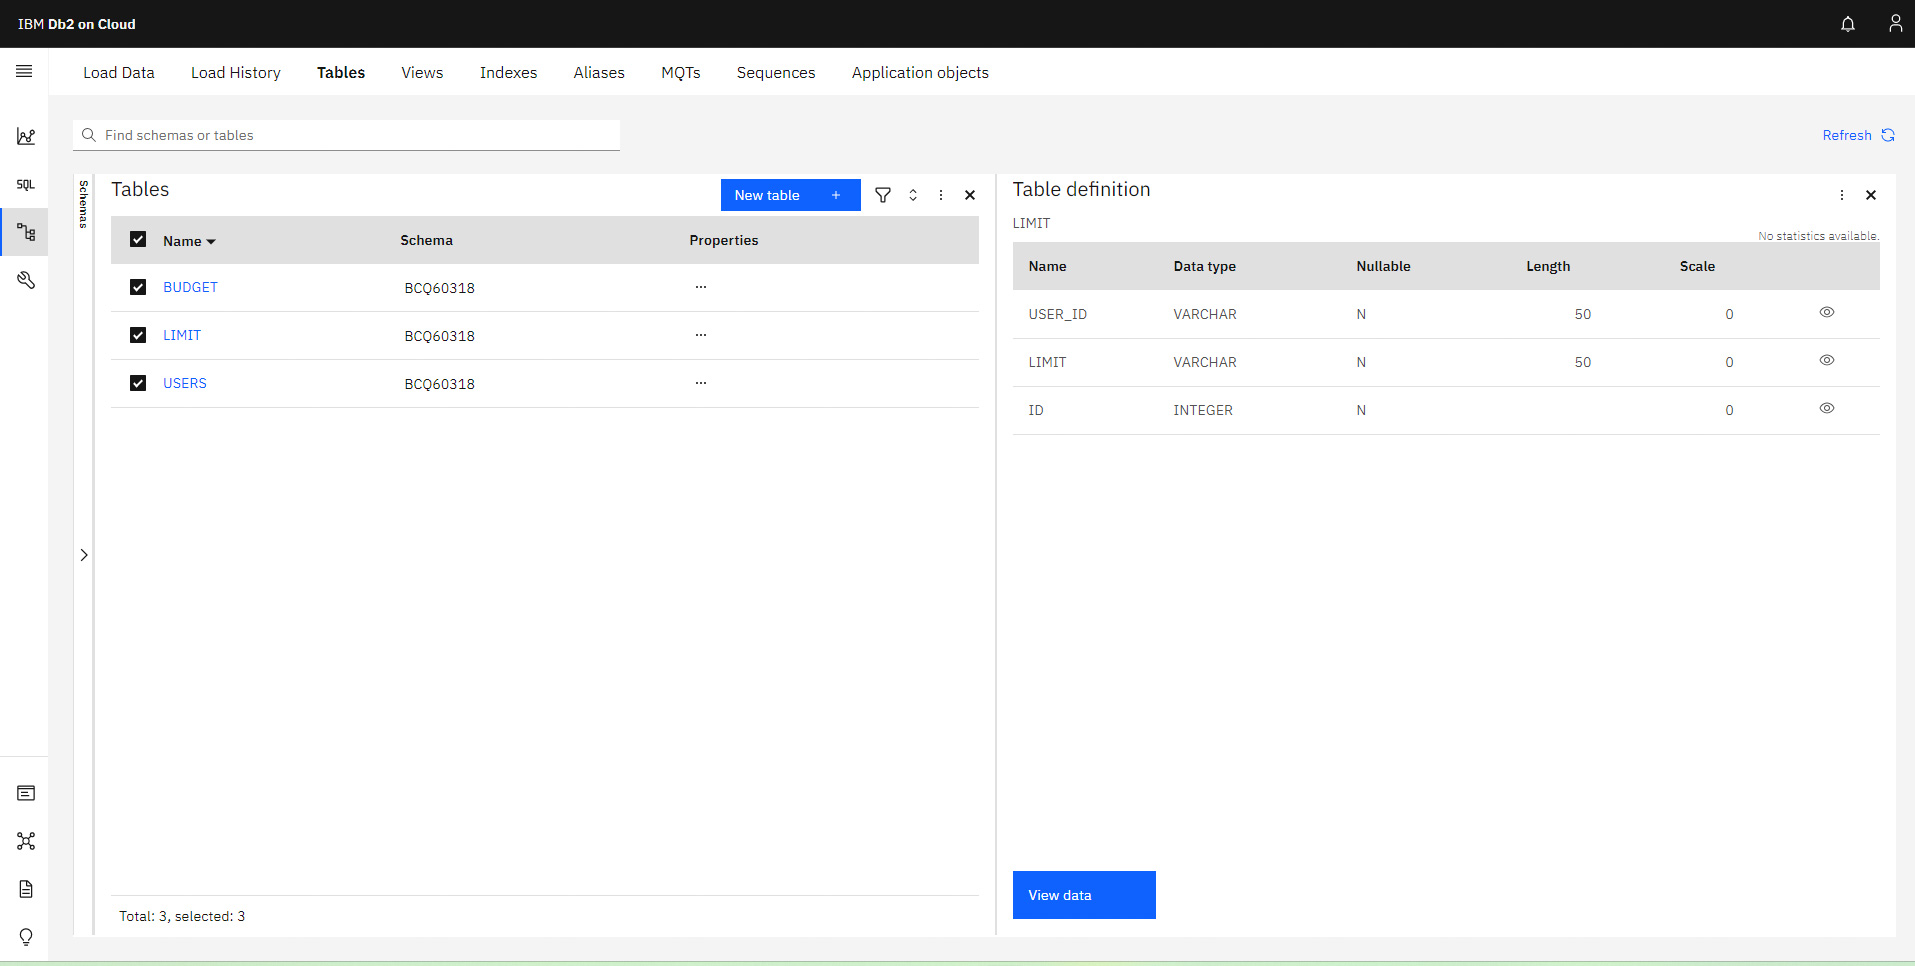 IBM Db2 on Cloud
Load Data Load History Tables Views Indexes Aliases MQTs Sequences Application objects
Find schemas or tables
Refresh
SQL
Schemas
Tables
New table +
Name Schema Properties
BUDGET BCQ60318 ...
LIMIT BCQ60318 ...
USERS BCQ60318 ...
Total: 3, selected: 3
Table definition
LIMIT
No statistics available.
Name Data type Nullable Length Scale
USER_ID VARCHAR N 50 0
LIMIT VARCHAR N 50 0
ID INTEGER N 0
View data